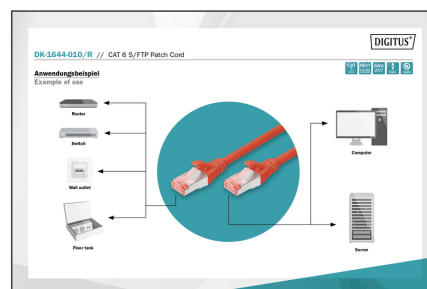 DIGITUS®
DK-1644-010/R // CAT 6 S/FTP Patch Cord
Anwendungsbeispiel
Example of use
Router
Switch
Wall outlet
Floor tank
Computer
Server